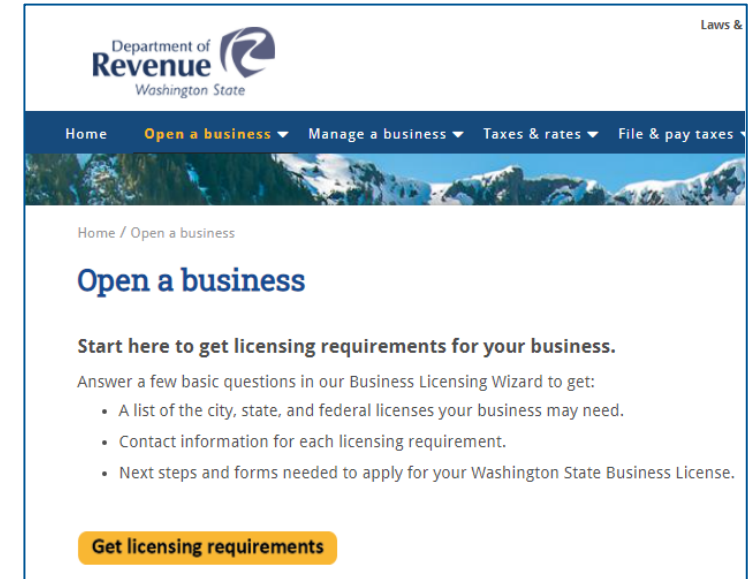 Laws &
Department of
Revenue
Washington State
Home Open a business Manage a business Taxes & rates File & pay taxes
Home / Open a business
Open a business
Start here to get licensing requirements for your business.
Answer a few basic questions in our Business Licensing Wizard to get:
• A list of the city, state, and federal licenses your business may need.
• Contact information for each licensing requirement.
• Next steps and forms needed to apply for your Washington State Business License.
Get licensing requirements